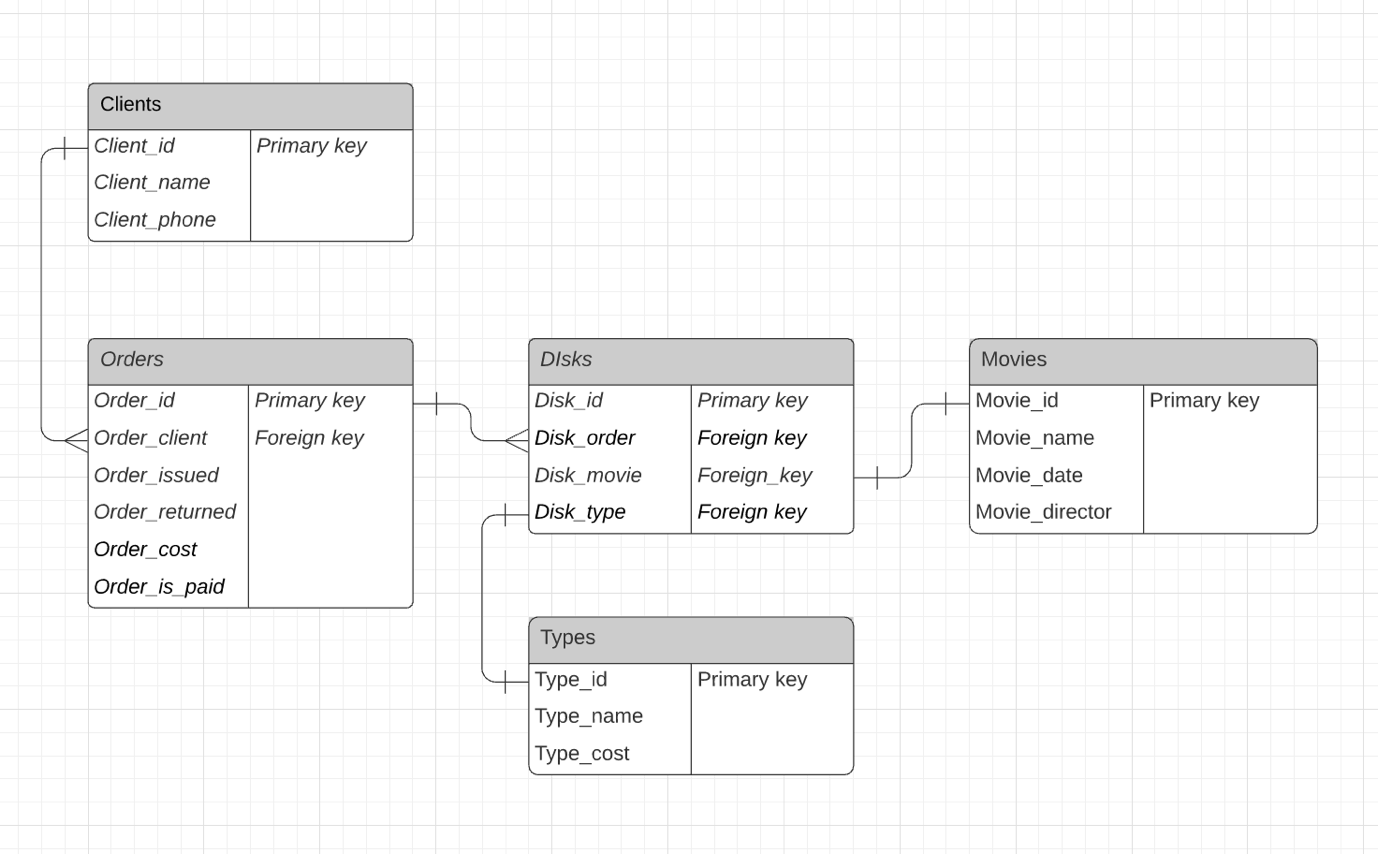 Clients
Client_id Primary key
Client_name
Client_phone
Orders
Order_id Primary key
Order_client Foreign key
Order_issued
Order_returned
Order_cost
Order_is_paid
DIsks
Disk_id Primary key
Disk_order Foreign key
Disk_movie Foreign_key
Disk_type Foreign key
Movies
Movie_id Primary key
Movie_name
Movie_date
Movie_director
Types
Type_id Primary key
Type_name
Type_cost